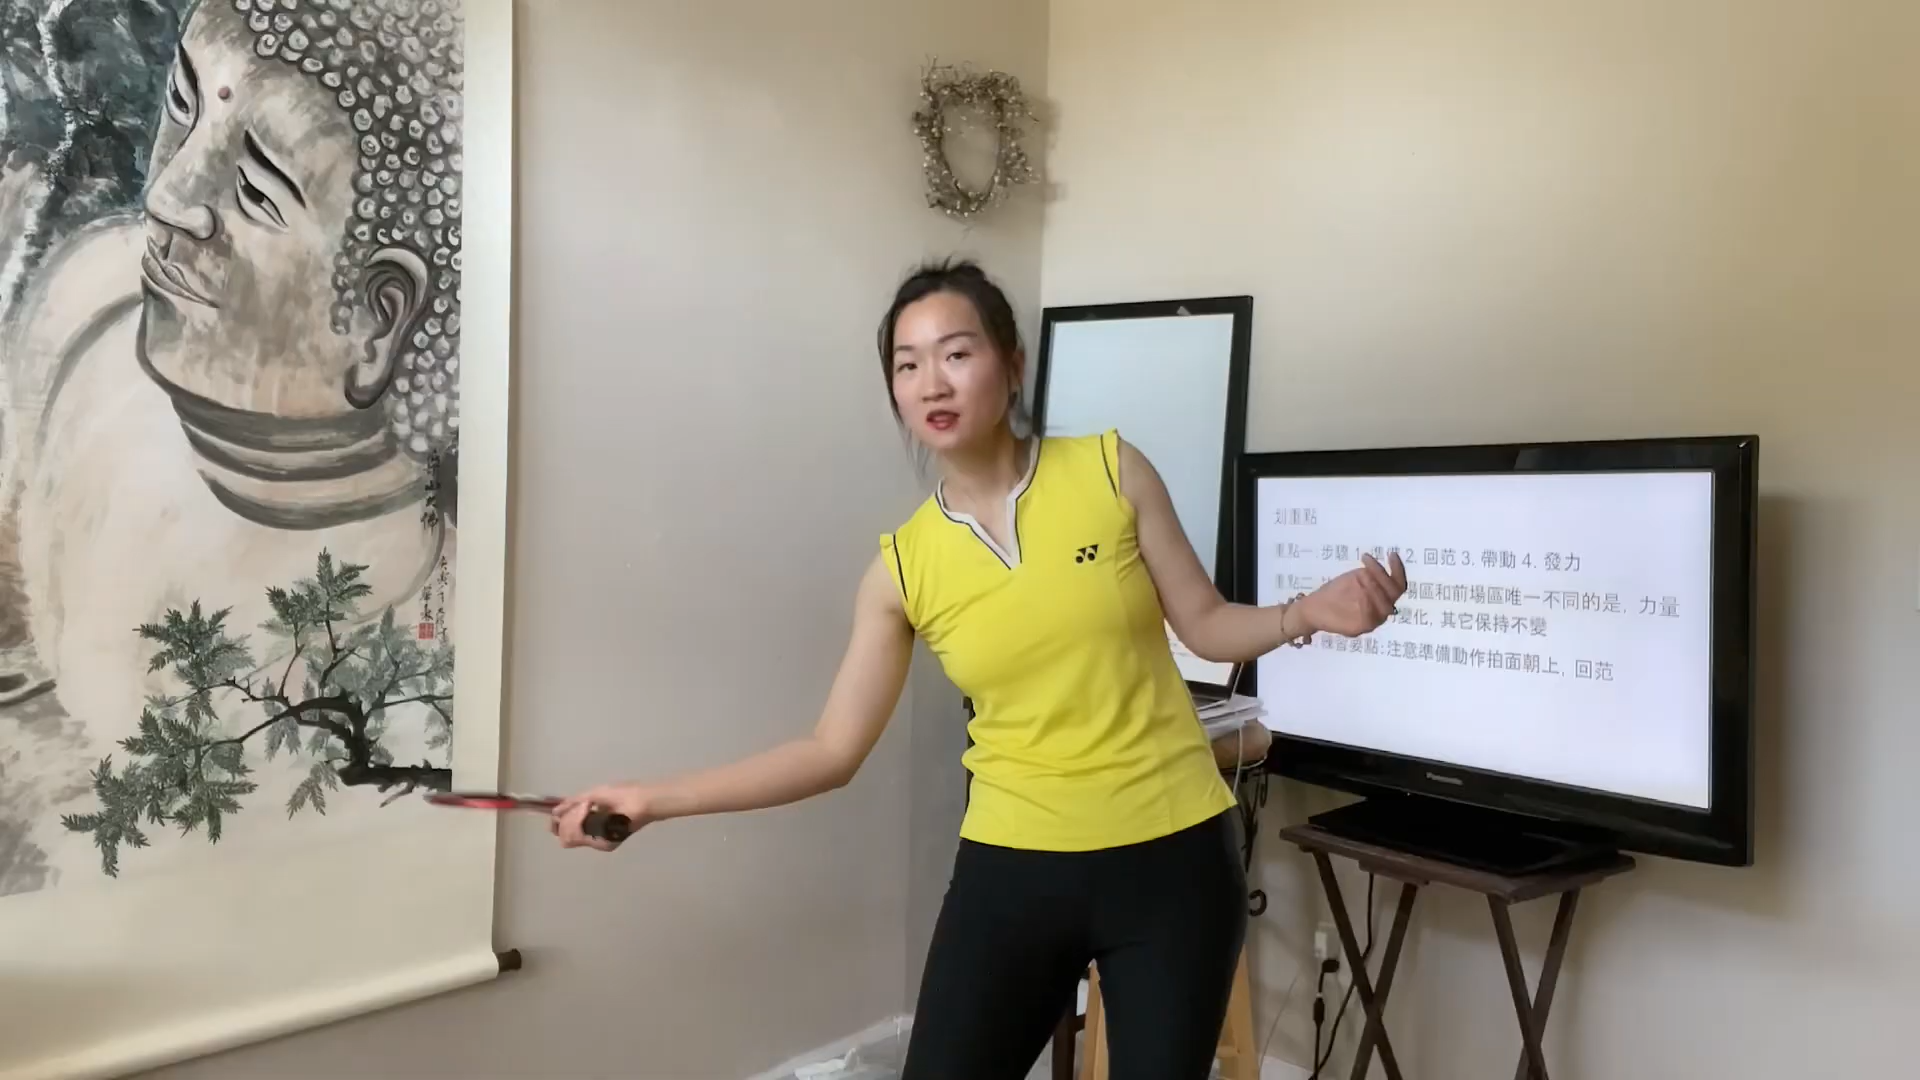 划重點
重點一: 步驟 1. 準備 2. 回范 3. 帶動 4. 發力
重點二 場區和前場區唯一不同的是, 力量
變化, 其它保持不變
練習要點: 注意準備動作拍面朝上, 回范
Panasonic